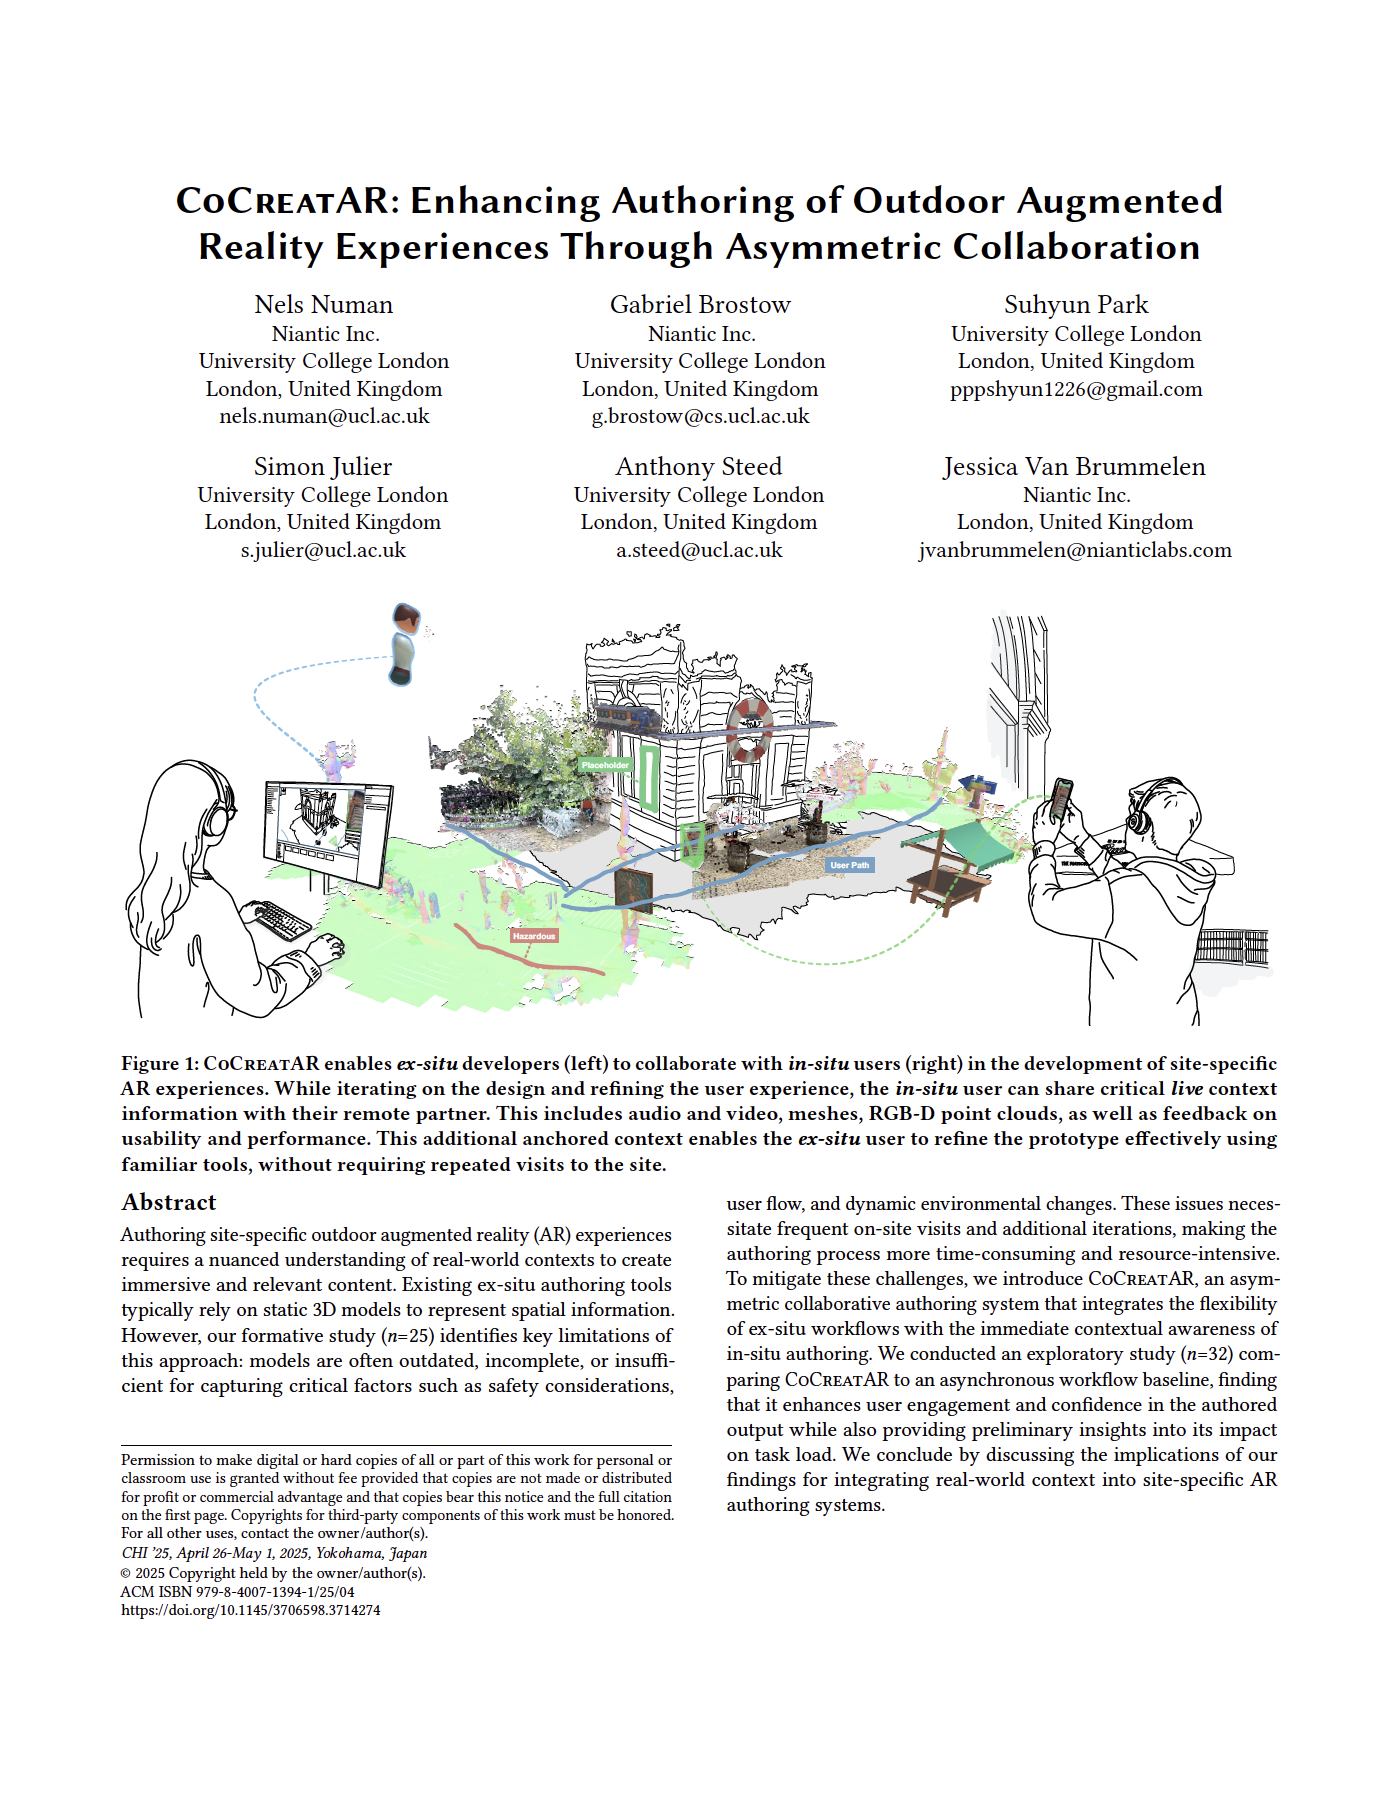 CoCreatAR: Enhancing Authoring of Outdoor Augmented
Reality Experiences Through Asymmetric Collaboration
Nels Numan
Niantic Inc.
University College London
London, United Kingdom
nels.numan@ucl.ac.uk
Gabriel Brostow
Niantic Inc.
University College London
London, United Kingdom
g.brostow@cs.ucl.ac.uk
Suhyun Park
University College London
London, United Kingdom
pppshyun1226@gmail.com
Simon Julier
University College London
London, United Kingdom
s.julier@ucl.ac.uk
Anthony Steed
University College London
London, United Kingdom
a.steed@ucl.ac.uk
Jessica Van Brummelen
Niantic Inc.
London, United Kingdom
jvanbrummelen@nianticlabs.com
Placeholder
User Path
Hazardous
Figure 1: CoCreatAR enables ex-situ developers (left) to collaborate with in-situ users (right) in the development of site-specific
AR experiences. While iterating on the design and refining the user experience, the in-situ user can share critical live context
information with their remote partner. This includes audio and video, meshes, RGB-D point clouds, as well as feedback on
usability and performance. This additional anchored context enables the ex-situ user to refine the prototype effectively using
familiar tools, without requiring repeated visits to the site.
Abstract
Authoring site-specific outdoor augmented reality (AR) experiences
requires a nuanced understanding of real-world contexts to create
immersive and relevant content. Existing ex-situ authoring tools
typically rely on static 3D models to represent spatial information.
However, our formative study (n=25) identifies key limitations of
this approach: models are often outdated, incomplete, or insuffi-
cient for capturing critical factors such as safety considerations,
user flow, and dynamic environmental changes. These issues neces-
sitate frequent on-site visits and additional iterations, making the
authoring process more time-consuming and resource-intensive.
To mitigate these challenges, we introduce CoCreatAR, an asym-
metric collaborative authoring system that integrates the flexibility
of ex-situ workflows with the immediate contextual awareness of
in-situ authoring. We conducted an exploratory study (n=32) com-
paring CoCreatAR to an asynchronous workflow baseline, finding
that it enhances user engagement and confidence in the authored
output while also providing preliminary insights into its impact
on task load. We conclude by discussing the implications of our
findings for integrating real-world context into site-specific AR
authoring systems.
Permission to make digital or hard copies of all or part of this work for personal or
classroom use is granted without fee provided that copies are not made or distributed
for profit or commercial advantage and that copies bear this notice and the full citation
on the first page. Copyrights for third-party components of this work must be honored.
For all other uses, contact the owner/author(s).
CHI '25, April 26-May 1, 2025, Yokohama, Japan
© 2025 Copyright held by the owner/author(s).
ACM ISBN 979-8-4007-1394-1/25/04
https://doi.org/10.1145/3706598.3714274